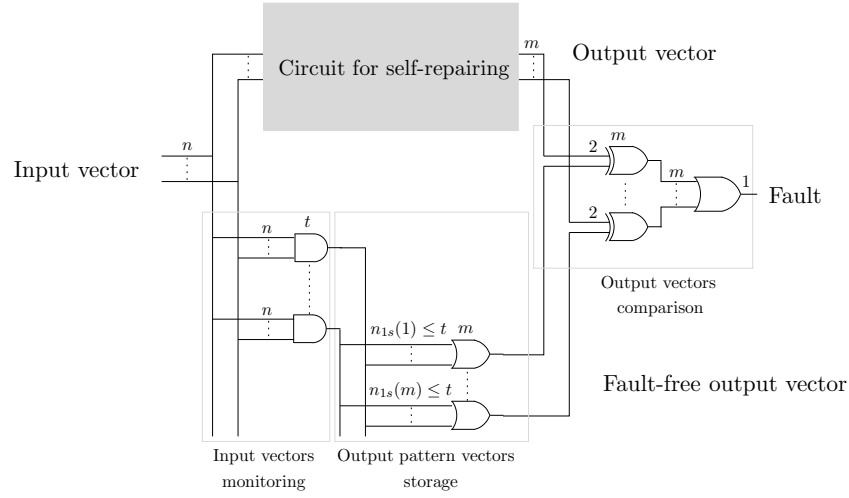 m
n
Output vector
Circuit for self-repairing
n
2
m
Input vector
m
1
Fault
2
t
n
Output vectors
comparison
n
n₁ₛ(1) ≤ t
m
n₁ₛ(m) ≤ t
Fault-free output vector
Input vectors
monitoring
Output pattern vectors
storage